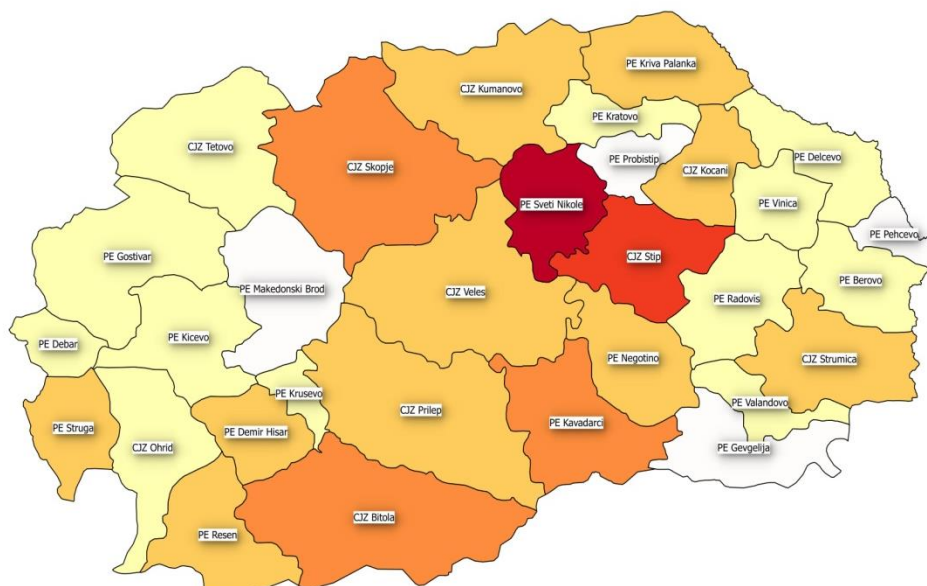 PE Kriva Palanka
CJZ Kumanovo
PE Kratovo
CJZ Tetovo
PE Probistip
PE Delcevo
CJZ Skopje
CJZ Kocani
PE Sveti Nikole
PE Vinica
PE Pehcevo
PE Gostivar
CJZ Stip
PE Makedonski Brod
CJZ Veles
PE Berovo
PE Radovis
PE Debar
PE Kicevo
PE Negotino
CJZ Strumica
PE Krusevo
PE Valandovo
CJZ Prilep
PE Kavadarci
PE Struga
PE Demir Hisar
CJZ Ohrid
PE Gevgelija
CJZ Bitola
PE Resen